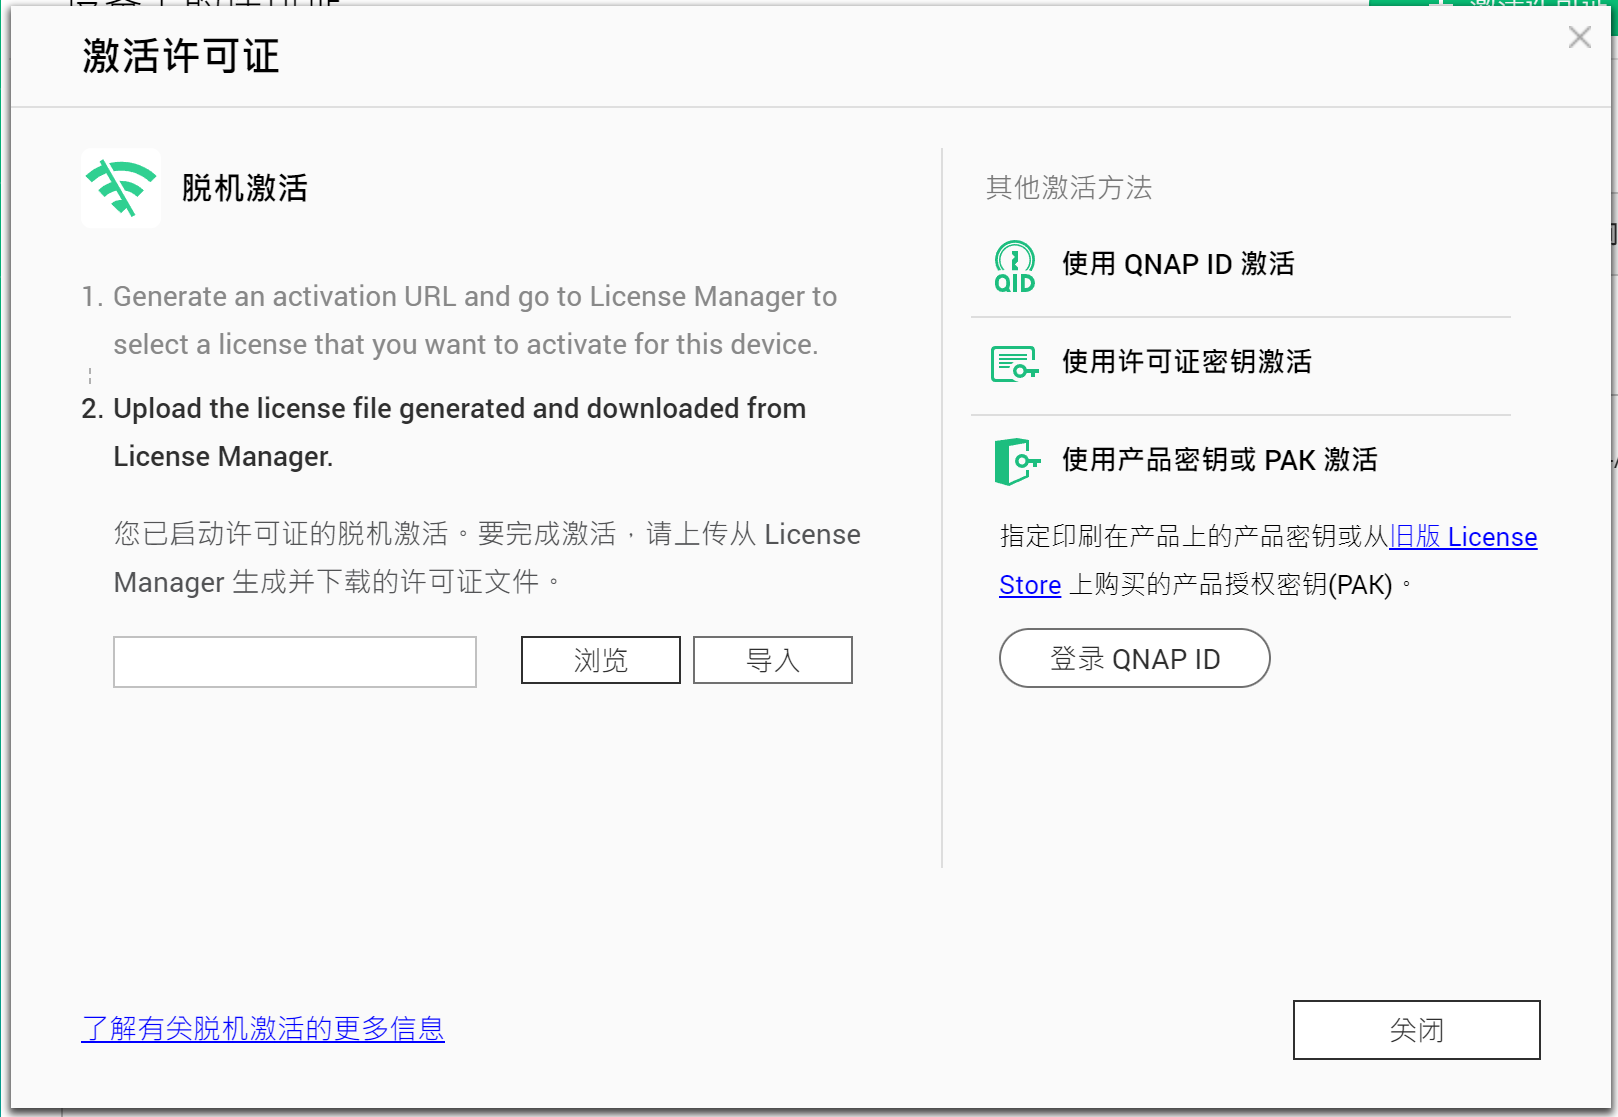 激活许可证
脱机激活
1. Generate an activation URL and go to License Manager to
select a license that you want to activate for this device.
2. Upload the license file generated and downloaded from
License Manager.
您已启动许可证的脱机激活。要完成激活，请上传从 License
Manager 生成并下载的许可证文件。
浏览
导入
其他激活方法
QID
使用 QNAP ID 激活
使用许可证密钥激活
使用产品密钥或 PAK 激活
指定印刷在产品上的产品密钥或从旧版 License
Store 上购买的产品授权密钥(PAK)。
登录 QNAP ID
了解有关脱机激活的更多信息
关闭